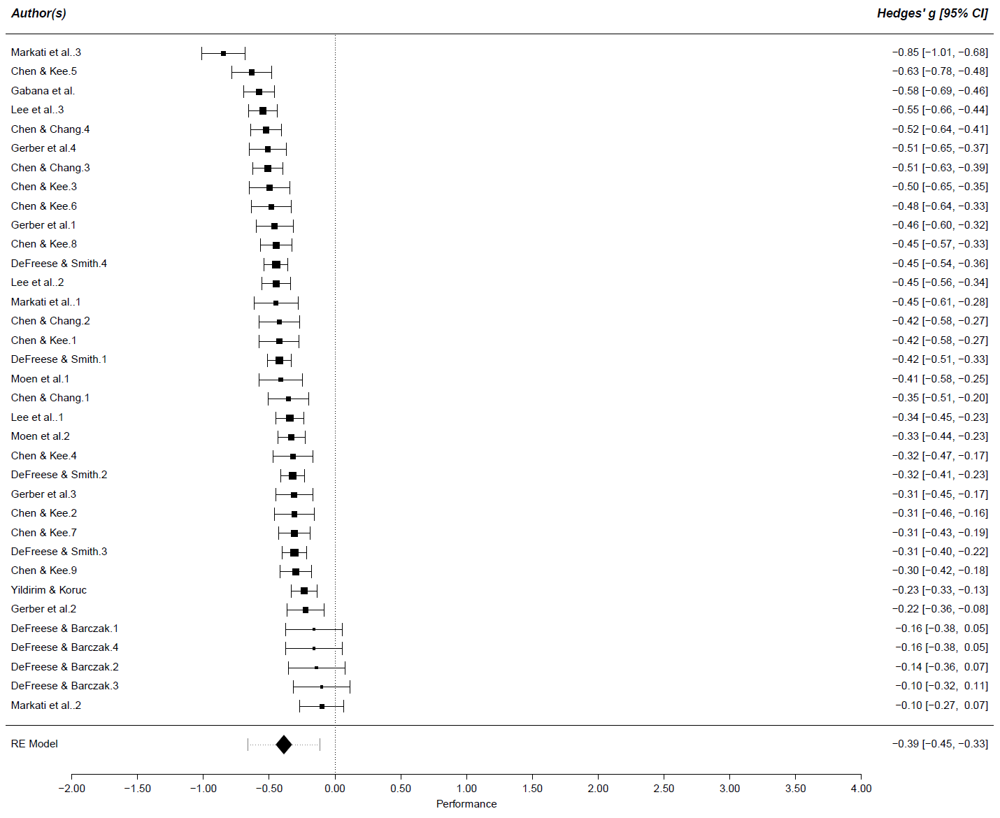 Author(s) Hedges' g [95% CI]
Markati et al..3 −0.85 [−1.01, −0.68]
Chen & Kee.5 −0.63 [−0.78, −0.48]
Gabana et al. −0.58 [−0.69, −0.46]
Lee et al..3 −0.55 [−0.66, −0.44]
Chen & Chang.4 −0.52 [−0.64, −0.41]
Gerber et al.4 −0.51 [−0.65, −0.37]
Chen & Chang.3 −0.51 [−0.63, −0.39]
Chen & Kee.3 −0.50 [−0.65, −0.35]
Chen & Kee.6 −0.48 [−0.64, −0.33]
Gerber et al.1 −0.46 [−0.60, −0.32]
Chen & Kee.8 −0.45 [−0.57, −0.33]
DeFreese & Smith.4 −0.45 [−0.54, −0.36]
Lee et al..2 −0.45 [−0.56, −0.34]
Markati et al..1 −0.45 [−0.61, −0.28]
Chen & Chang.2 −0.42 [−0.58, −0.27]
Chen & Kee.1 −0.42 [−0.58, −0.27]
DeFreese & Smith.1 −0.42 [−0.51, −0.33]
Moen et al.1 −0.41 [−0.58, −0.25]
Chen & Chang.1 −0.35 [−0.51, −0.20]
Lee et al..1 −0.34 [−0.45, −0.23]
Moen et al.2 −0.33 [−0.44, −0.23]
Chen & Kee.4 −0.32 [−0.47, −0.17]
DeFreese & Smith.2 −0.32 [−0.41, −0.23]
Gerber et al.3 −0.31 [−0.45, −0.17]
Chen & Kee.2 −0.31 [−0.46, −0.16]
Chen & Kee.7 −0.31 [−0.43, −0.19]
DeFreese & Smith.3 −0.31 [−0.40, −0.22]
Chen & Kee.9 −0.30 [−0.42, −0.18]
Yildirim & Koruc −0.23 [−0.33, −0.13]
Gerber et al.2 −0.22 [−0.36, −0.08]
DeFreese & Barczak.1 −0.16 [−0.38, 0.05]
DeFreese & Barczak.4 −0.16 [−0.38, 0.05]
DeFreese & Barczak.2 −0.14 [−0.36, 0.07]
DeFreese & Barczak.3 −0.10 [−0.32, 0.11]
Markati et al..2 −0.10 [−0.27, 0.07]
RE Model −0.39 [−0.45, −0.33]
−2.00 −1.50 −1.00 −0.50 0.00 0.50 1.00 1.50 2.00 2.50 3.00 3.50 4.00
Performance